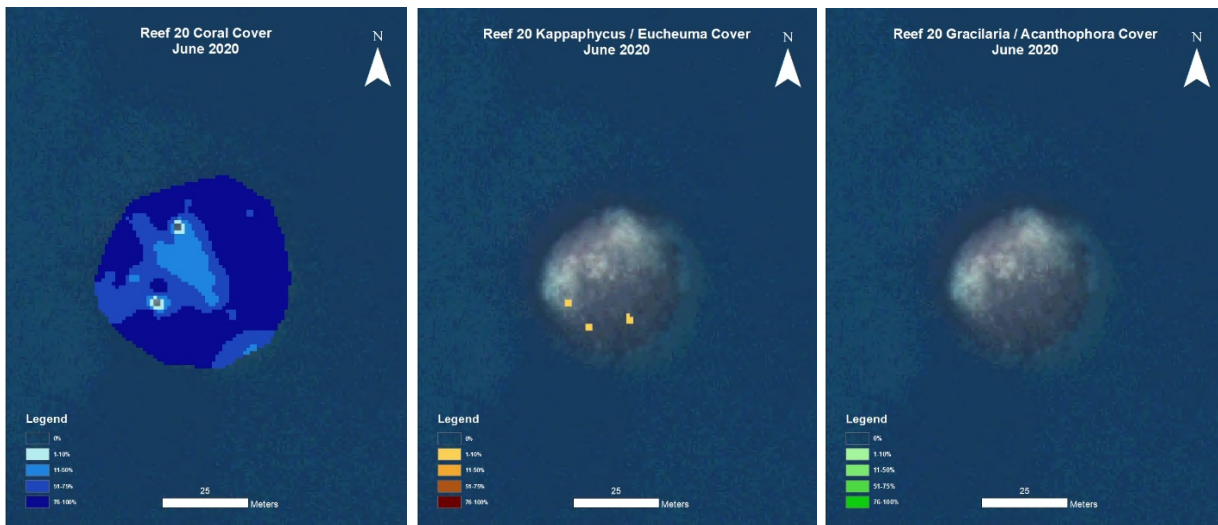 Reef 20 Coral Cover
June 2020
N
Legend
0%
1-10%
11-50%
51-75%
76-100%
25
Meters
Reef 20 Kappaphycus / Eucheuma Cover
June 2020
N
Legend
0%
1-10%
11-50%
51-75%
76-100%
25
Meters
Reef 20 Gracilaria / Acanthophora Cover
June 2020
N
Legend
0%
1-10%
11-50%
51-75%
76-100%
25
Meters